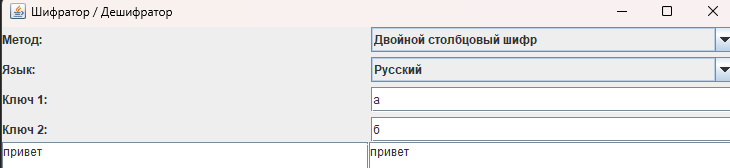 Шифратор / Дешифратор
Метод: Двойной столбцовый шифр
Язык: Русский
Ключ 1: а
Ключ 2: б
привет привет